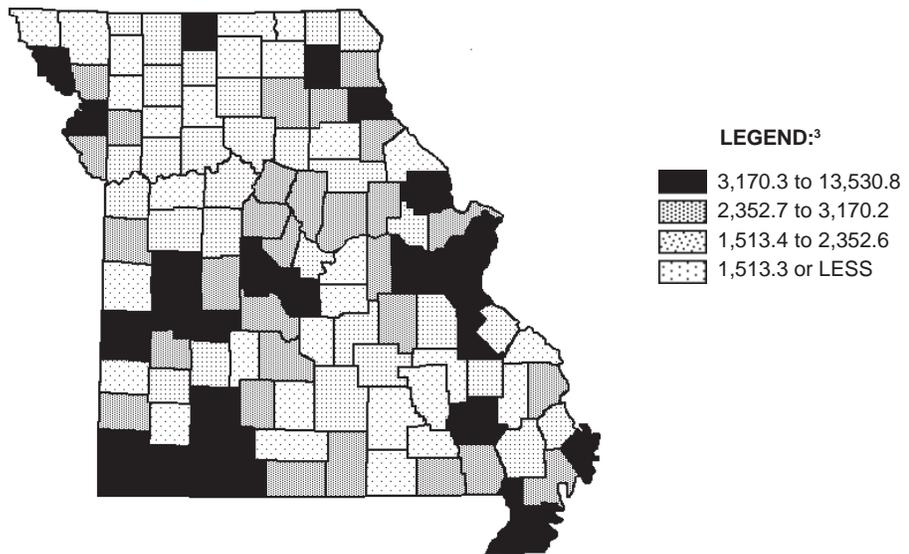 LEGEND:³
3,170.3 to 13,530.8
2,352.7 to 3,170.2
1,513.4 to 2,352.6
1,513.3 or LESS